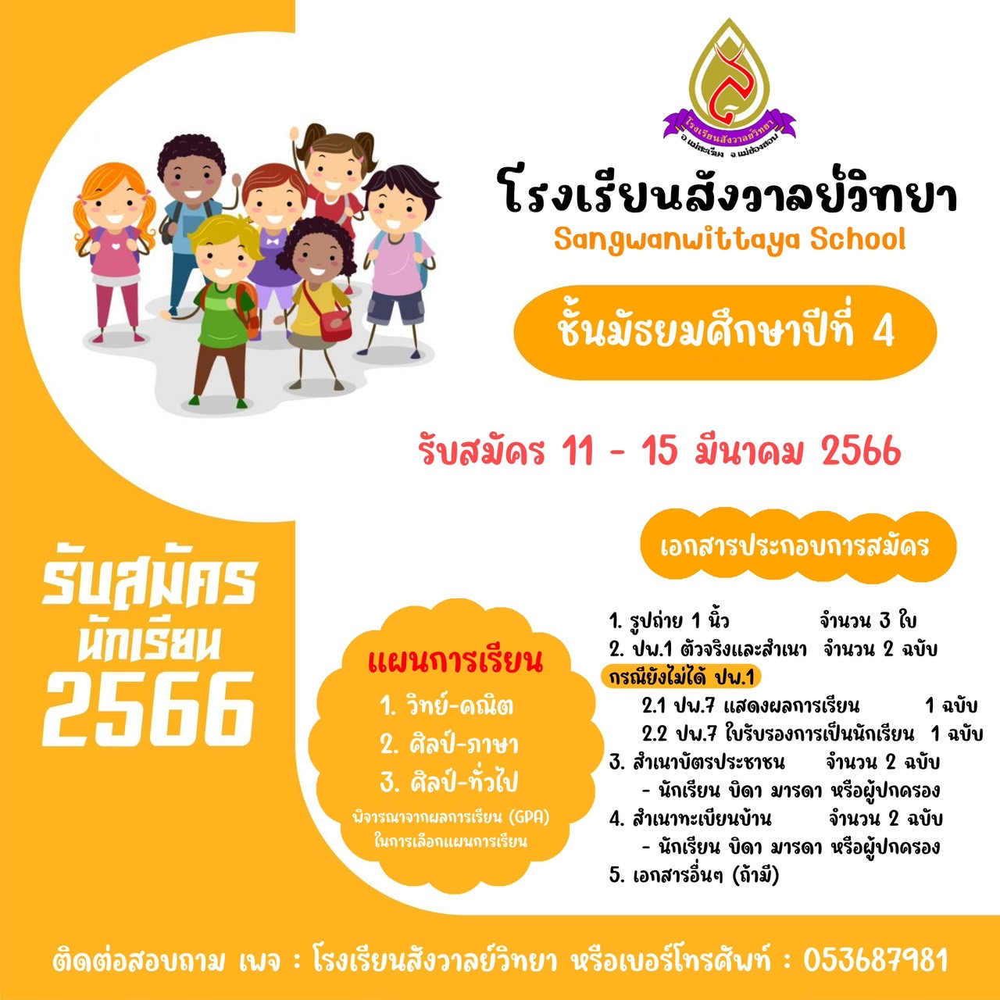 โรงเรียนสังวาลย์วิทยา
อ.แม่สะเรียง จ.แม่ฮ่องสอน
โรงเรียนสังวาลย์วิทยา
Sangwanwittaya School
ชั้นมัธยมศึกษาปีที่ 4
รับสมัคร 11 - 15 มีนาคม 2566
รับสมัคร
นักเรียน
2566
แผนการเรียน
1. วิทย์-คณิต
2. ศิลป์-ภาษา
3. ศิลป์-ทั่วไป
พิจารณาจากผลการเรียน (GPA)
ในการเลือกแผนการเรียน
เอกสารประกอบการสมัคร
1. รูปถ่าย 1 นิ้ว จำนวน 3 ใบ
2. ปพ.1 ตัวจริงและสำเนา จำนวน 2 ฉบับ
กรณียังไม่ได้ ปพ.1
2.1 ปพ.7 แสดงผลการเรียน 1 ฉบับ
2.2 ปพ.7 ใบรับรองการเป็นนักเรียน 1 ฉบับ
3. สำเนาบัตรประชาชน จำนวน 2 ฉบับ
- นักเรียน บิดา มารดา หรือผู้ปกครอง
4. สำเนาทะเบียนบ้าน จำนวน 2 ฉบับ
- นักเรียน บิดา มารดา หรือผู้ปกครอง
5. เอกสารอื่นๆ (ถ้ามี)
ติดต่อสอบถาม เพจ : โรงเรียนสังวาลย์วิทยา หรือเบอร์โทรศัพท์ : 053687981